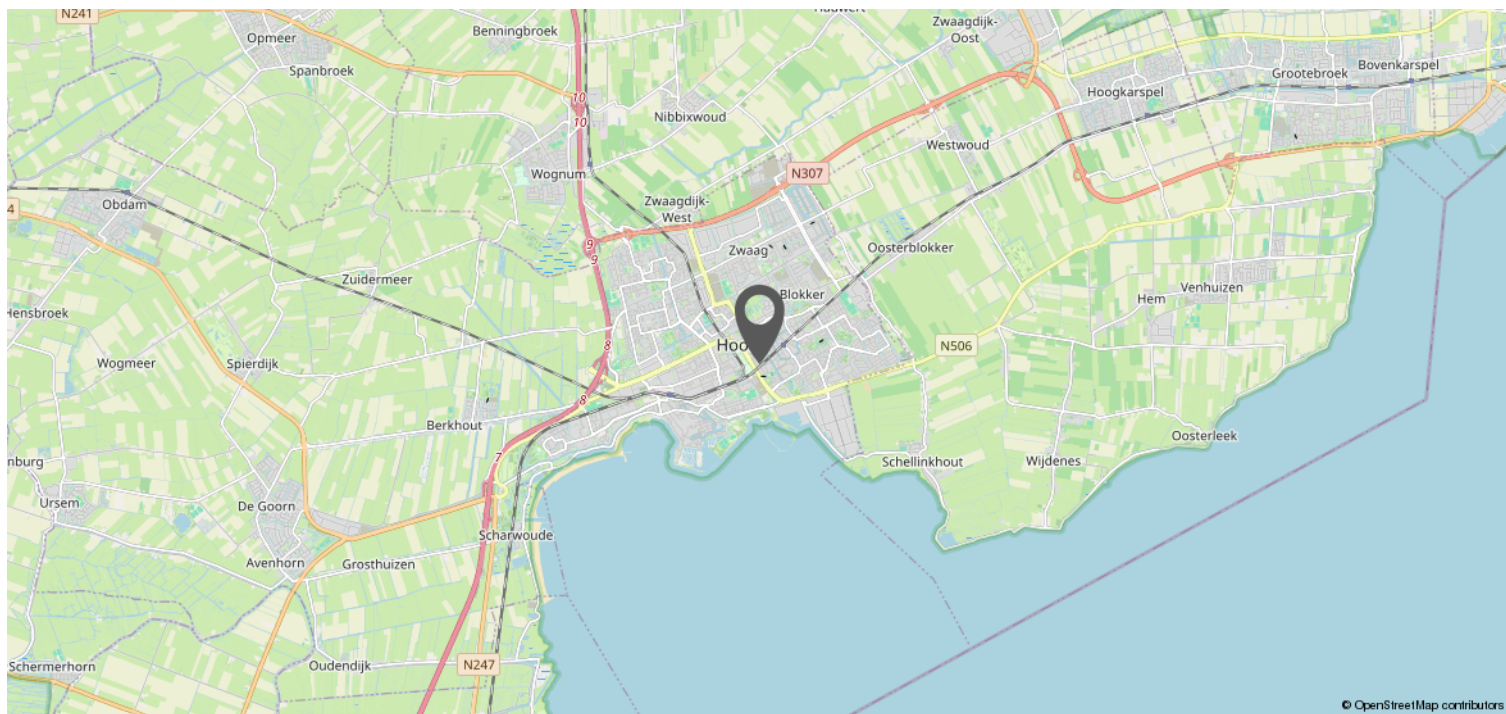 N241
Opmeer
Benningbroek
Zwaagdijk-
Oost
Spanbroek
Grootebroek
Bovenkarspel
Hoogkarspel
10
10
Nibbixwoud
Westwoud
Wognum
N307
Obdam
Zwaagdijk-
West
4
9
9
Zwaag
Oosterblokker
Zuidermeer
Blokker
Hem
Venhuizen
Hensbroek
Wogmeer
Spierdijk
8
Hoo
N506
8
Berkhout
Oosterleek
7
Schellinkhout
Wijdenes
nburg
Ursem
De Goorn
Scharwoude
Avenhorn
Grosthuizen
Schermerhorn
Oudendijk
N247
© OpenStreetMap contributors